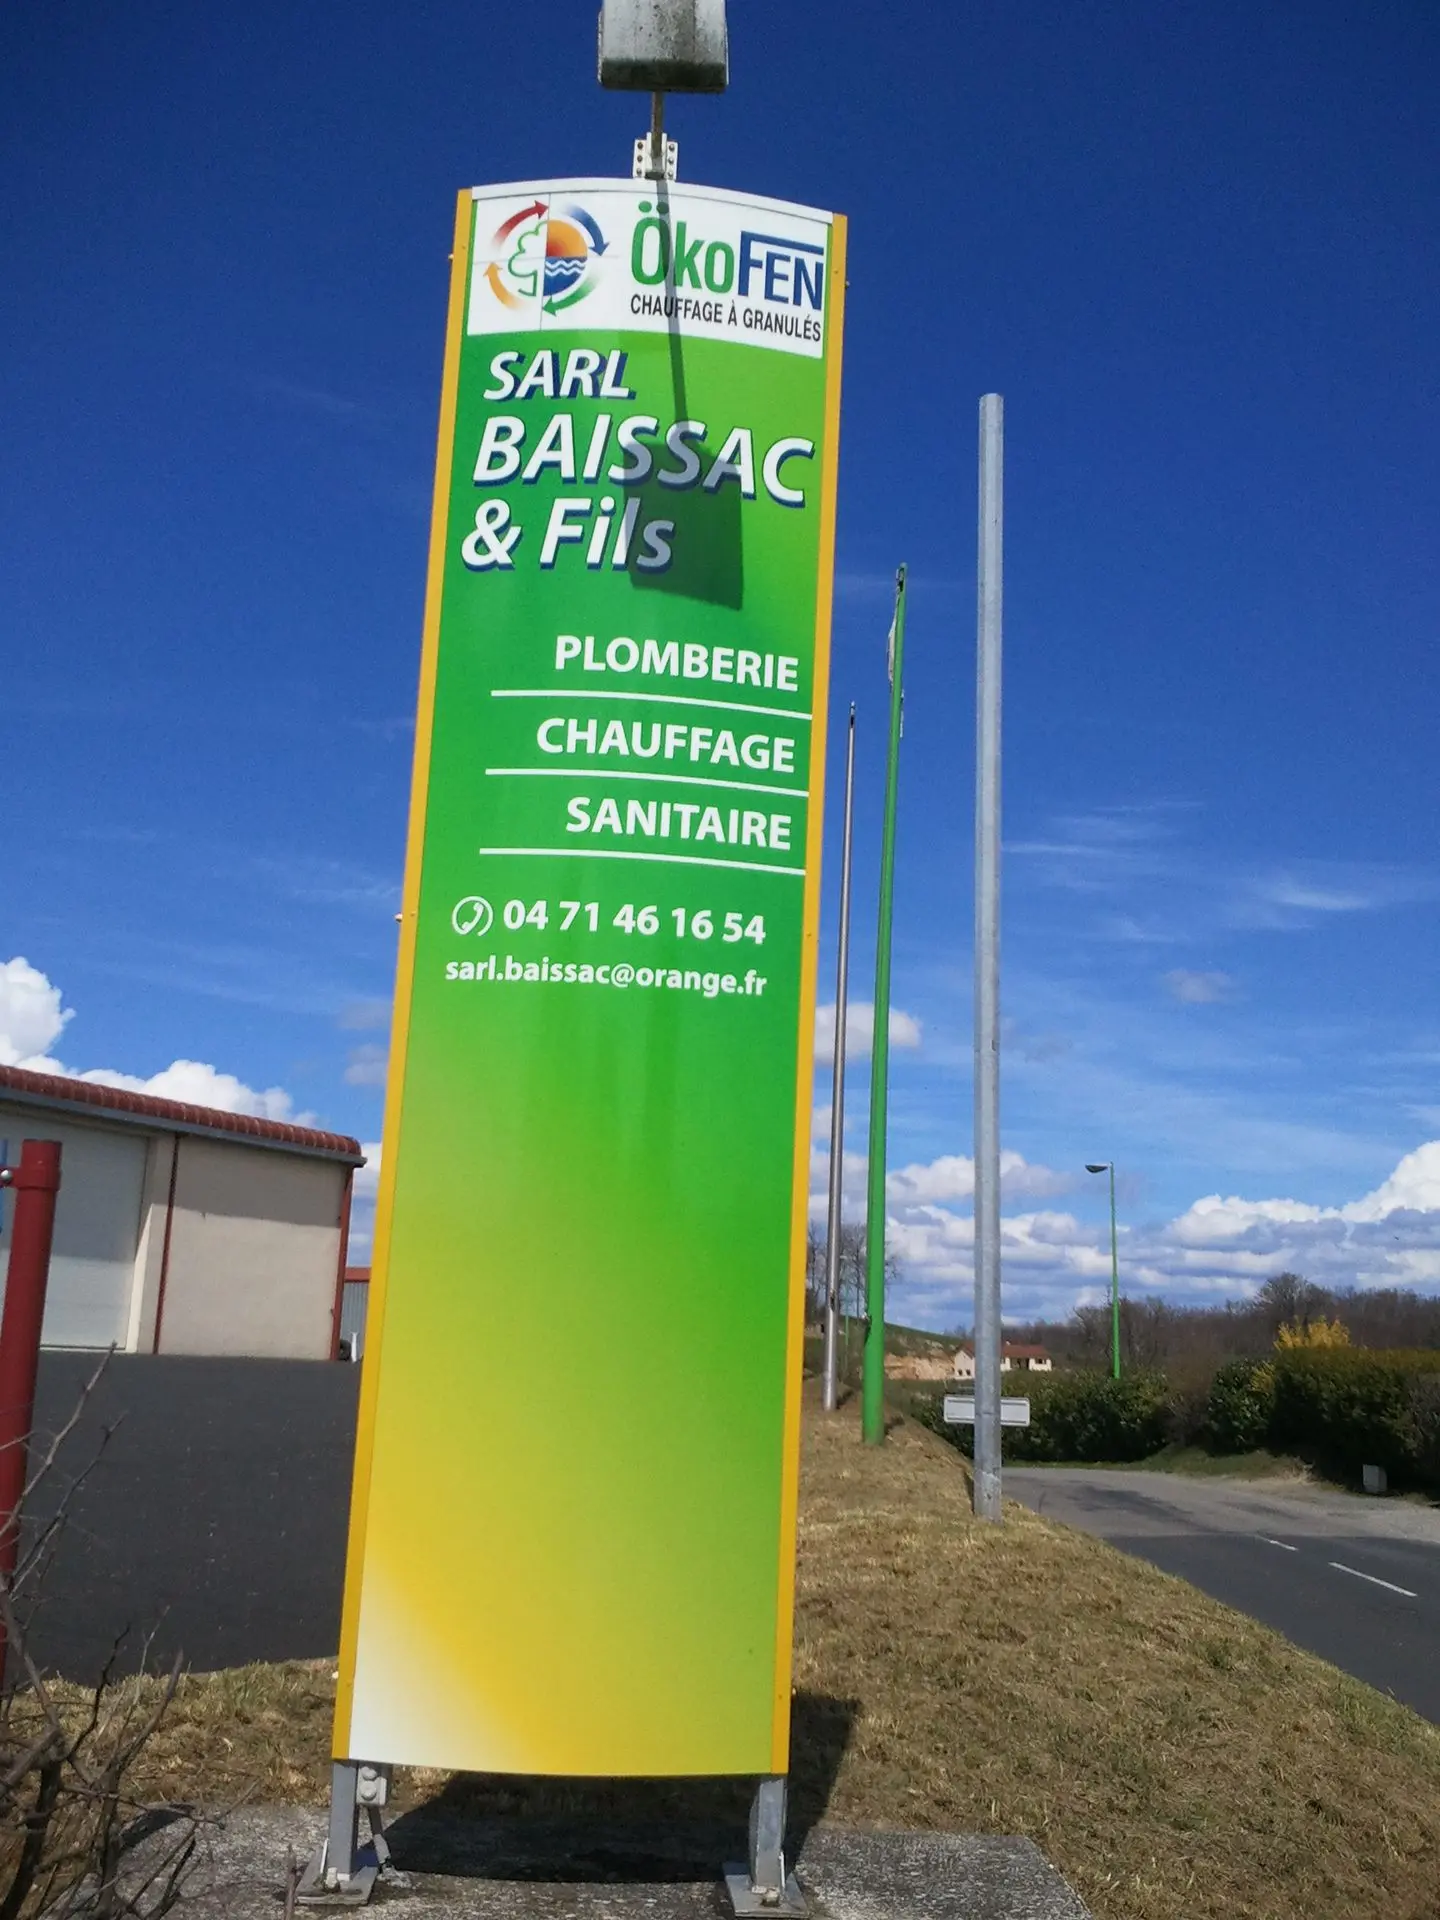 ÖkoFEN
CHAUFFAGE À GRANULÉS
SARL
BAISSAC
& Fils
PLOMBERIE
CHAUFFAGE
SANITAIRE
04 71 46 16 54
sarl.baissac@orange.fr